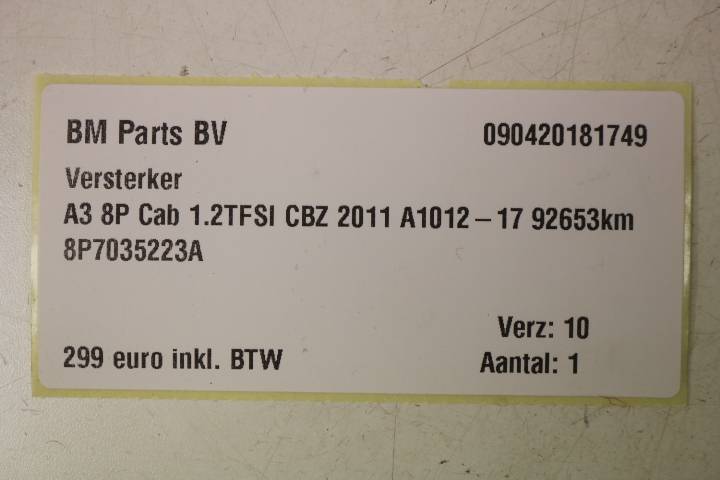 BM Parts BV 090420181749
Versterker
A3 8P Cab 1.2TFSI CBZ 2011 A1012-17 92653km
8P7035223A
Verz: 10
299 euro inkl. BTW Aantal: 1